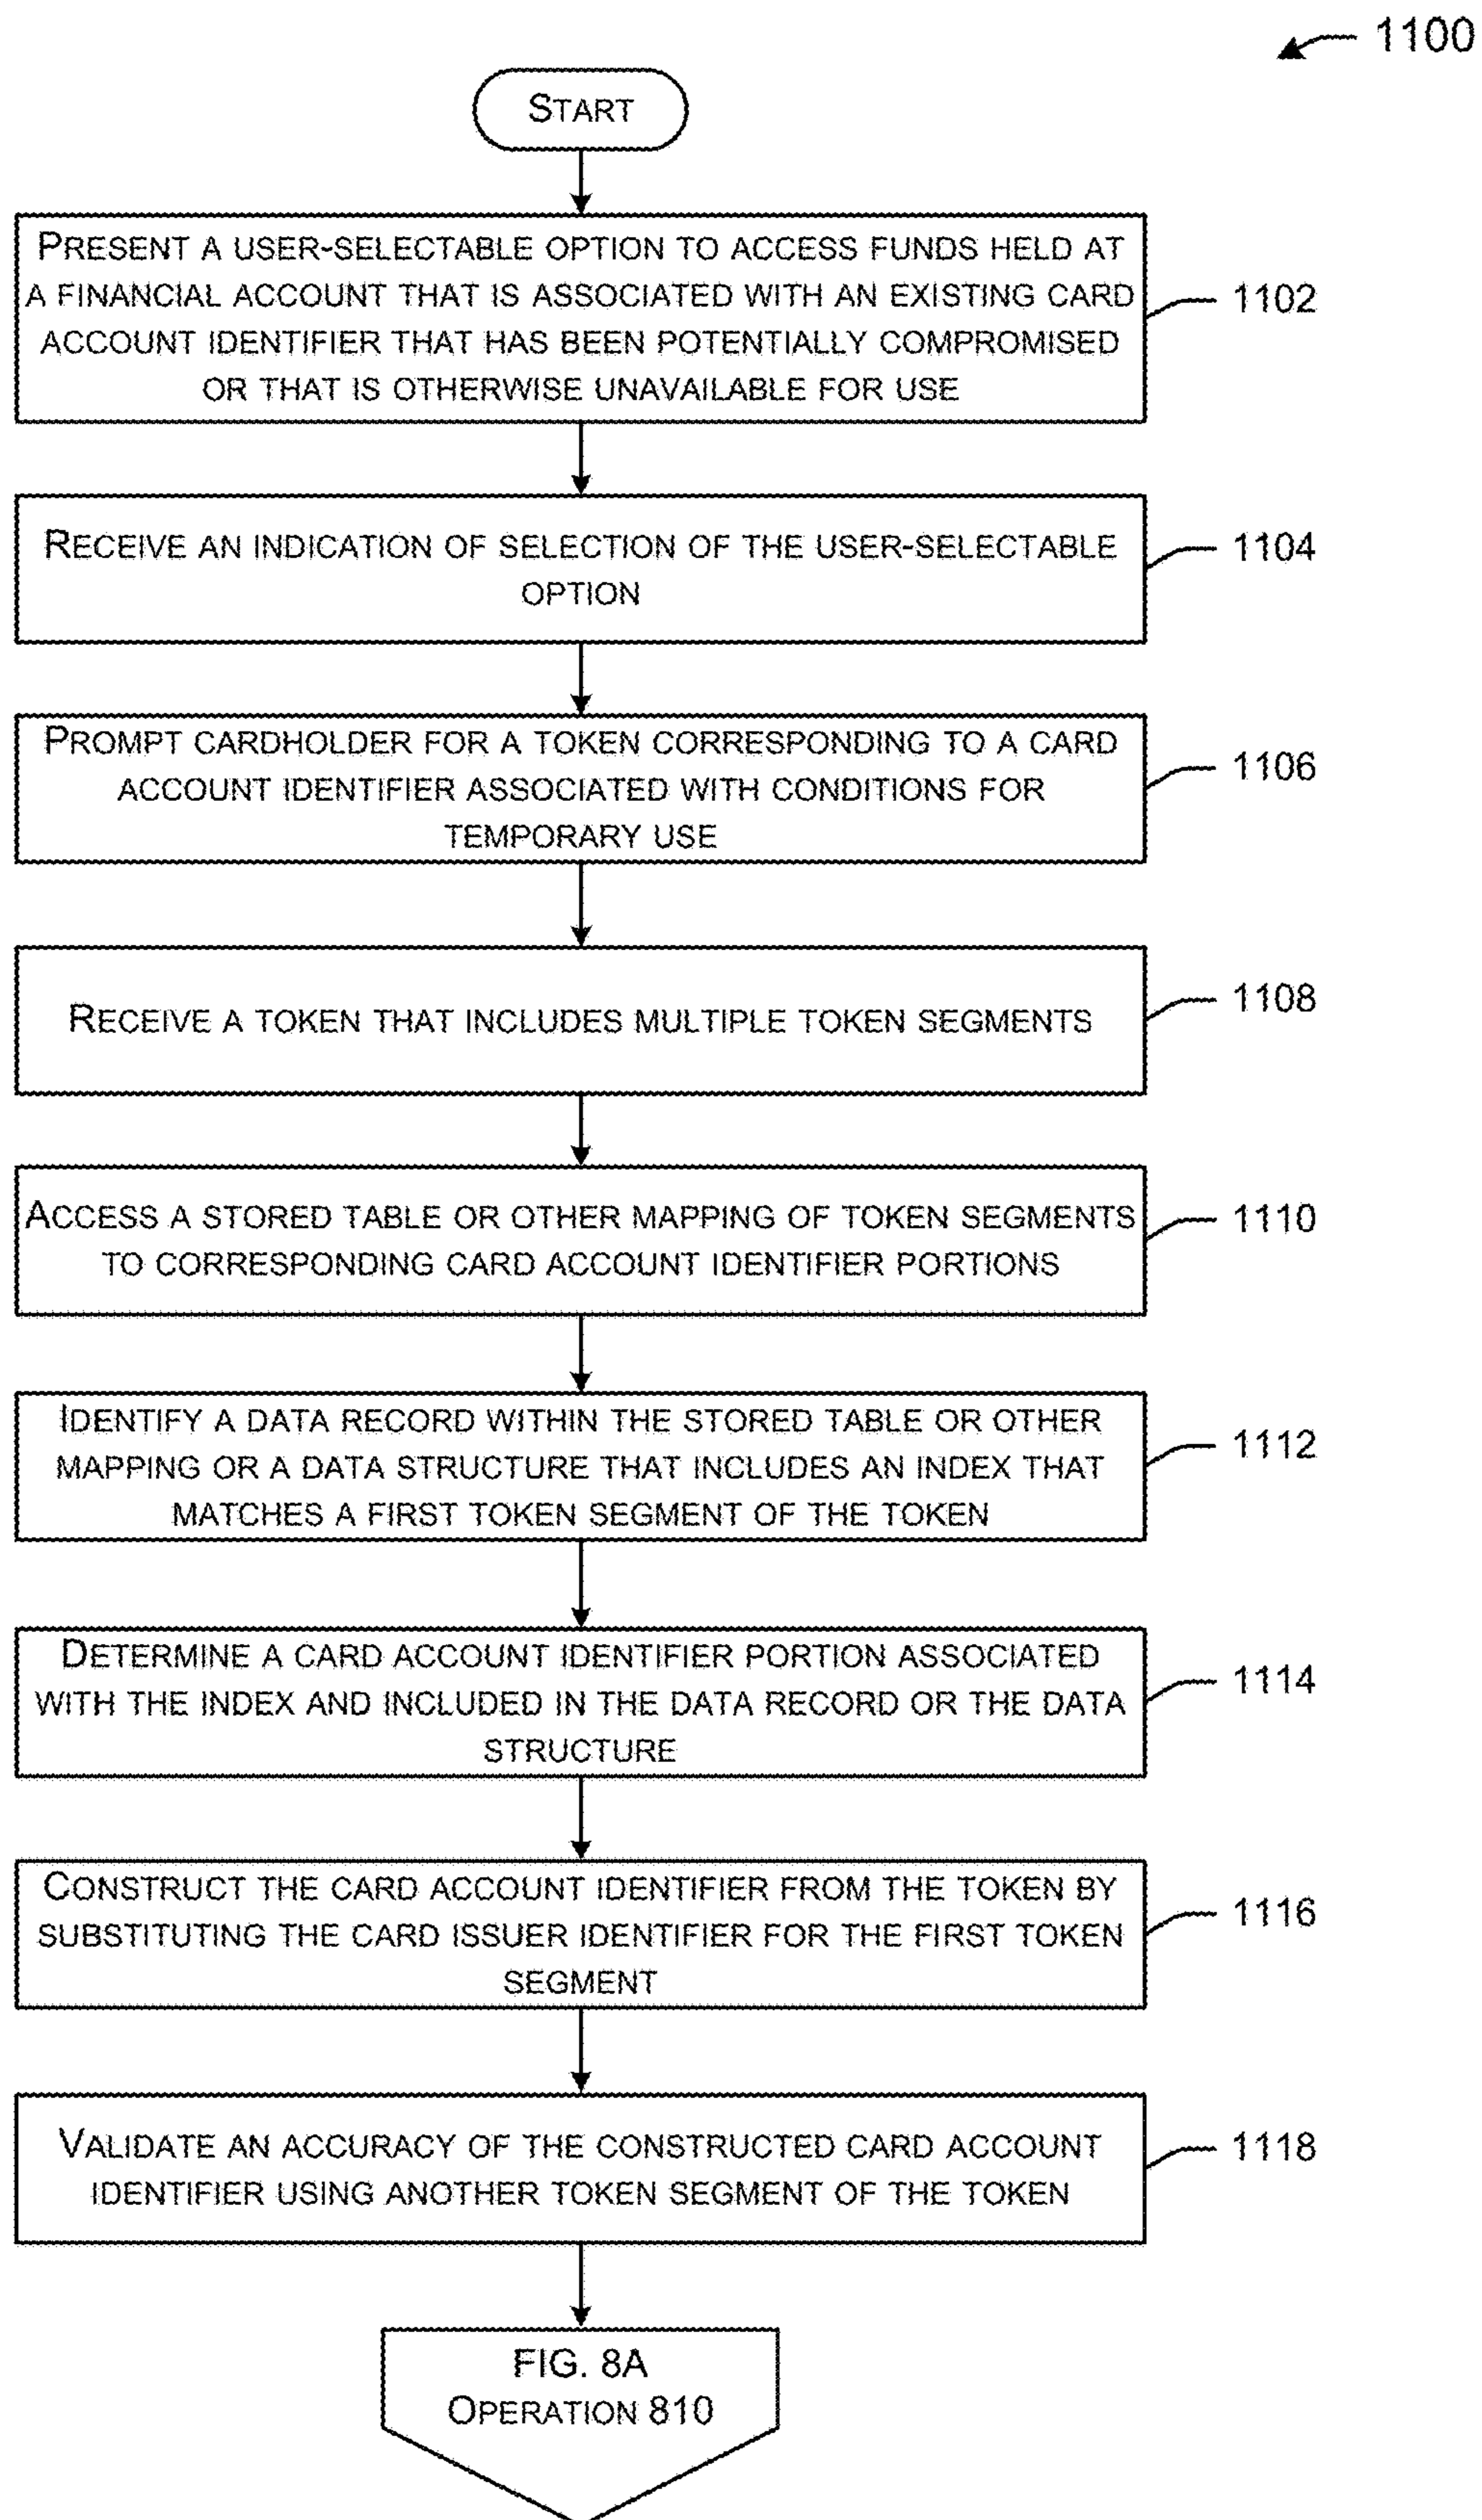 1100
START
PRESENT A USER-SELECTABLE OPTION TO ACCESS FUNDS HELD AT
A FINANCIAL ACCOUNT THAT IS ASSOCIATED WITH AN EXISTING CARD
ACCOUNT IDENTIFIER THAT HAS BEEN POTENTIALLY COMPROMISED
OR THAT IS OTHERWISE UNAVAILABLE FOR USE
1102
RECEIVE AN INDICATION OF SELECTION OF THE USER-SELECTABLE
OPTION
1104
PROMPT CARDHOLDER FOR A TOKEN CORRESPONDING TO A CARD
ACCOUNT IDENTIFIER ASSOCIATED WITH CONDITIONS FOR
TEMPORARY USE
1106
RECEIVE A TOKEN THAT INCLUDES MULTIPLE TOKEN SEGMENTS
1108
ACCESS A STORED TABLE OR OTHER MAPPING OF TOKEN SEGMENTS
TO CORRESPONDING CARD ACCOUNT IDENTIFIER PORTIONS
1110
IDENTIFY A DATA RECORD WITHIN THE STORED TABLE OR OTHER
MAPPING OR A DATA STRUCTURE THAT INCLUDES AN INDEX THAT
MATCHES A FIRST TOKEN SEGMENT OF THE TOKEN
1112
DETERMINE A CARD ACCOUNT IDENTIFIER PORTION ASSOCIATED
WITH THE INDEX AND INCLUDED IN THE DATA RECORD OR THE DATA
STRUCTURE
1114
CONSTRUCT THE CARD ACCOUNT IDENTIFIER FROM THE TOKEN BY
SUBSTITUTING THE CARD ISSUER IDENTIFIER FOR THE FIRST TOKEN
SEGMENT
1116
VALIDATE AN ACCURACY OF THE CONSTRUCTED CARD ACCOUNT
IDENTIFIER USING ANOTHER TOKEN SEGMENT OF THE TOKEN
1118
FIG. 8A
OPERATION 810